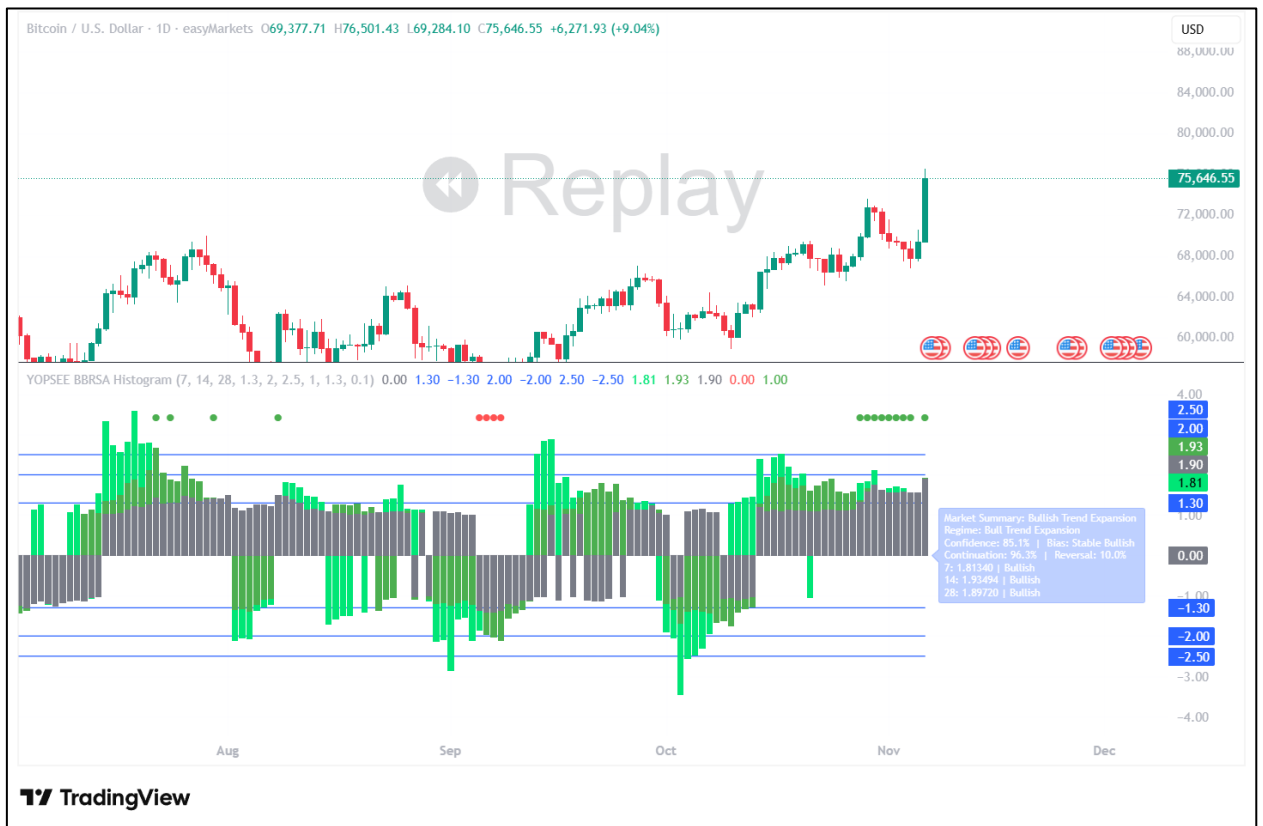 Bitcoin / U.S. Dollar · 1D · easyMarkets O69,377.71 H76,501.43 L69,284.10 C75,646.55 +6,271.93 (+9.04%)
USD
88,000.00
84,000.00
80,000.00
Replay
75,646.55
72,000.00
68,000.00
64,000.00
60,000.00
YOPSEE BBRSA Histogram (7, 14, 28, 1.3, 2, 2.5, 1, 1.3, 0.1) 0.00 1.30 −1.30 2.00 −2.00 2.50 −2.50 1.81 1.93 1.90 0.00 1.00
4.00
2.50
2.00
1.93
1.90
1.81
1.30
1.00
Market Summary: Bullish Trend Expansion
Regime: Bull Trend Expansion
Confidence: 85.1% | Bias: Stable Bullish
Continuation: 96.3% | Reversal: 10.0%
7: 1.81340 | Bullish
14: 1.93494 | Bullish
28: 1.89720 | Bullish
0.00
−1.00
−1.30
−2.00
−2.50
−3.00
−4.00
Aug Sep Oct Nov Dec
TradingView